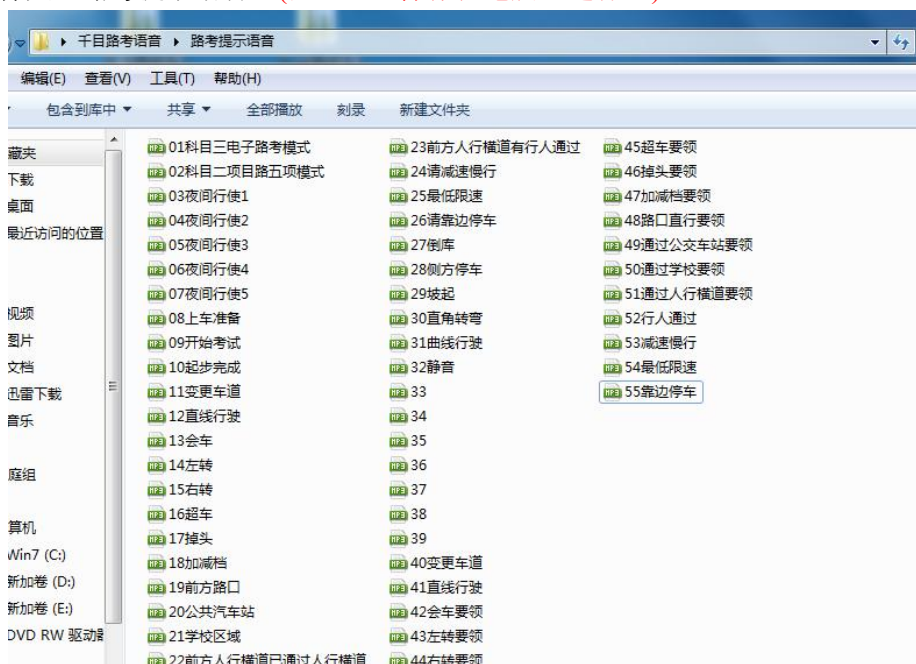 千目路考语音 ▸ 路考提示语音
编辑(E) 查看(V) 工具(T) 帮助(H)
包含到库中 共享 全部播放 刻录 新建文件夹
藏夹
下载
桌面
最近访问的位置
视频
图片
文档
迅雷下载
音乐
庭组
算机
Win7 (C:)
新加卷 (D:)
新加卷 (E:)
DVD RW 驱动器
01科目三电子路考模式
02科目二项目路五项模式
03夜间行使1
04夜间行使2
05夜间行使3
06夜间行使4
07夜间行使5
08上车准备
09开始考试
10起步完成
11变更车道
12直线行驶
13会车
14左转
15右转
16超车
17掉头
18加减档
19前方路口
20公共汽车站
21学校区域
22前方人行横道已通过人行横道
23前方人行横道有行人通过
24请减速慢行
25最低限速
26请靠边停车
27倒库
28侧方停车
29坡起
30直角转弯
31曲线行驶
32静音
33
34
35
36
37
38
39
40变更车道
41直线行驶
42会车要领
43左转要领
44右转要领
45超车要领
46掉头要领
47加减档要领
48路口直行要领
49通过公交车站要领
50通过学校要领
51通过人行横道要领
52行人通过
53减速慢行
54最低限速
55靠边停车